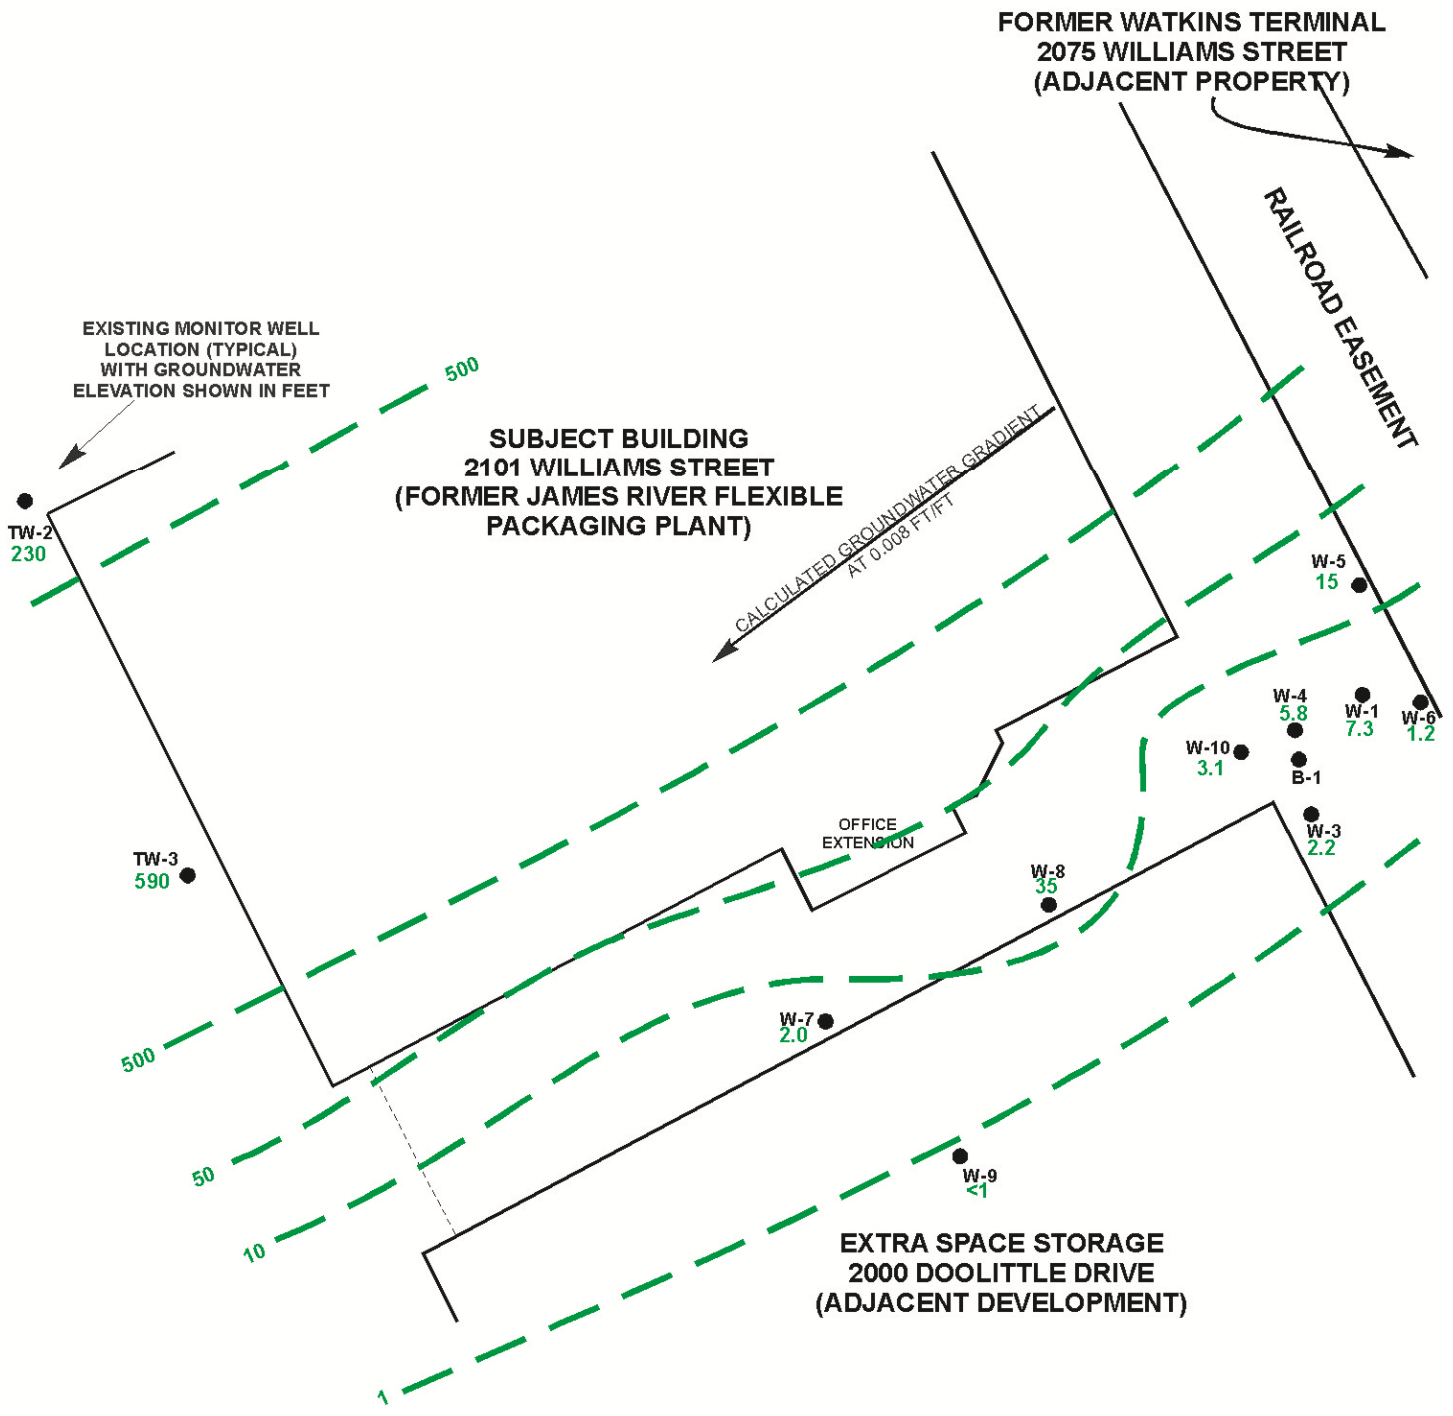 FORMER WATKINS TERMINAL
2075 WILLIAMS STREET
(ADJACENT PROPERTY)
RAILROAD EASEMENT
EXISTING MONITOR WELL
LOCATION (TYPICAL)
WITH GROUNDWATER
ELEVATION SHOWN IN FEET
500
SUBJECT BUILDING
2101 WILLIAMS STREET
(FORMER JAMES RIVER FLEXIBLE
PACKAGING PLANT)
CALCULATED GROUNDWATER GRADIENT
AT 0.008 FT/FT
TW-2
230
W-5
15
W-4
5.8
W-1
7.3
W-6
1.2
W-10
3.1
B-1
OFFICE
EXTENSION
W-3
2.2
TW-3
590
W-8
35
W-7
2.0
500
50
10
1
W-9
<1
EXTRA SPACE STORAGE
2000 DOOLITTLE DRIVE
(ADJACENT DEVELOPMENT)